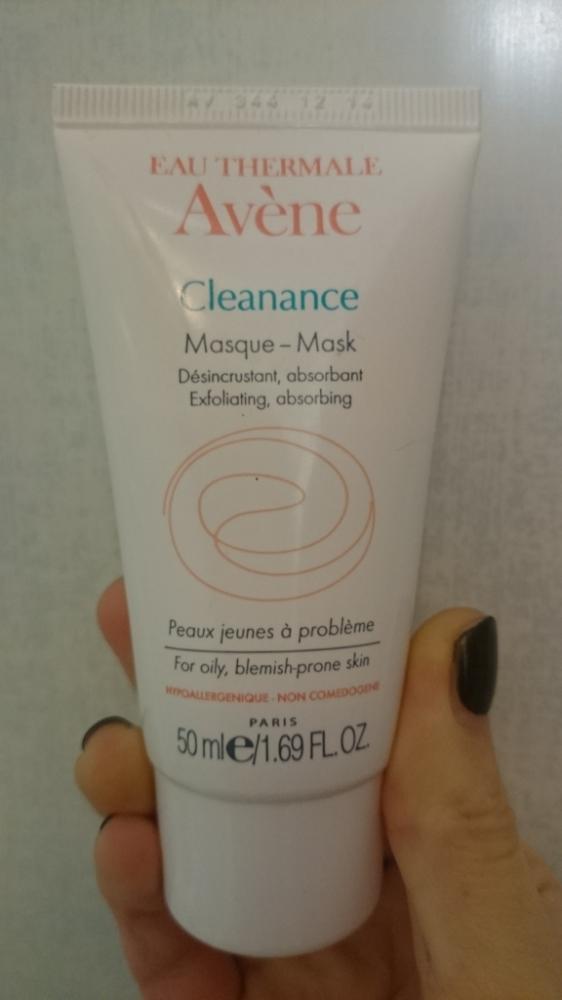 EAU THERMALE
Avène
Cleanance
Masque – Mask
Désincrustant, absorbant
Exfoliating, absorbing
Peaux jeunes à problème
For oily, blemish-prone skin
HYPOALLERGENIQUE - NON COMEDOGENE
PARIS
50 ml e/1.69 FL. OZ.